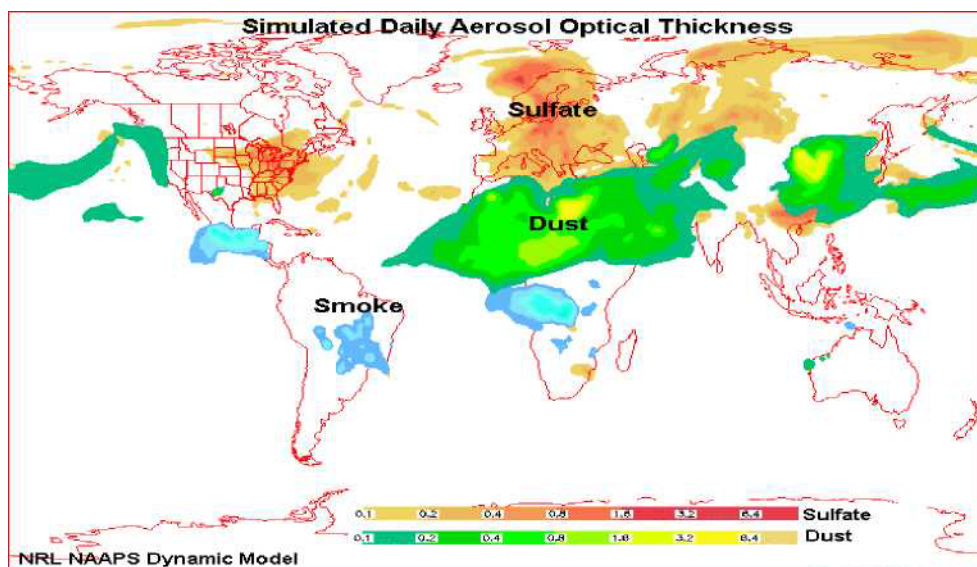 Simulated Daily Aerosol Optical Thickness
Sulfate
Dust
Smoke
0.1 0.2 0.4 0.8 1.6 3.2 6.4 Sulfate
0.1 0.2 0.4 0.8 1.6 3.2 6.4 Dust
NRL NAAPS Dynamic Model